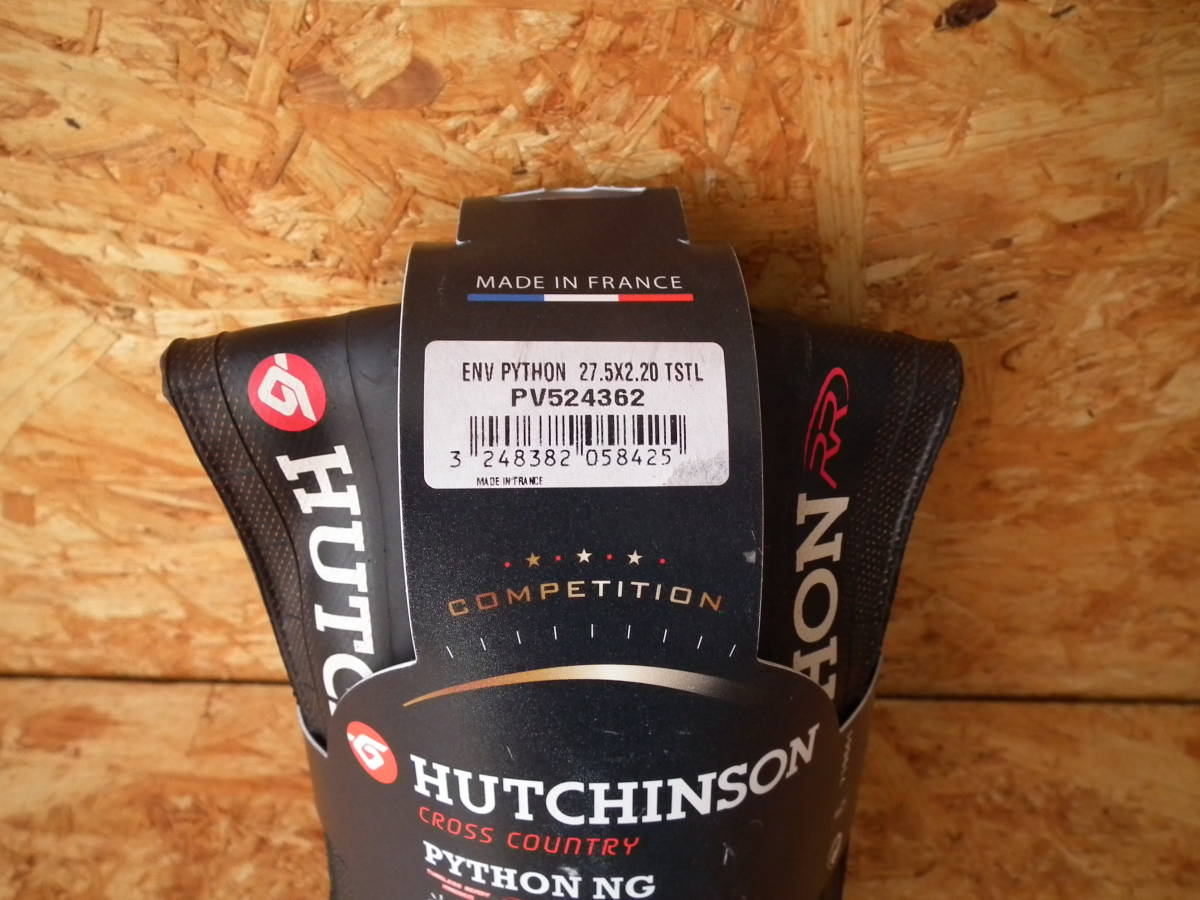 MADE IN FRANCE
ENV PYTHON 27.5X2.20 TSTL
PV524362
3 248382 058425
MADE IN FRANCE
COMPETITION
HUTC
RR
HON
HUTCHINSON
CROSS COUNTRY
PYTHON NG